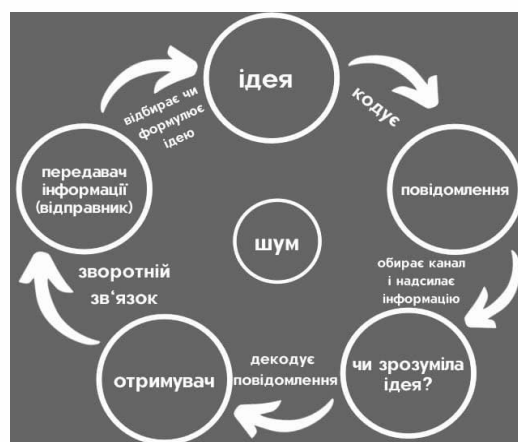 ідея
кодує
повідомлення
обирає канал
і надсилає
інформацію
чи зрозуміла
ідея?
декодує
повідомлення
отримувач
зворотній
зв'язок
передавач
інформації
(відправник)
відбирає чи
формулює
ідею
шум